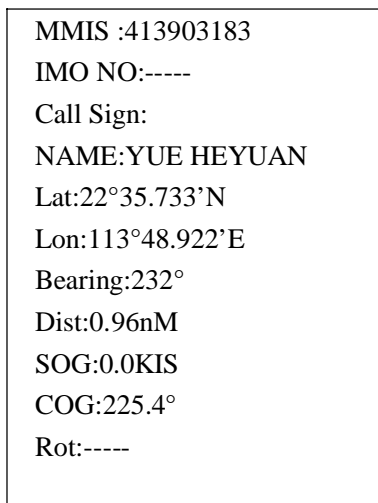 MMIS :413903183
IMO NO:-----
Call Sign:
NAME:YUE HEYUAN
Lat:22°35.733’N
Lon:113°48.922’E
Bearing:232°
Dist:0.96nM
SOG:0.0KIS
COG:225.4°
Rot:-----